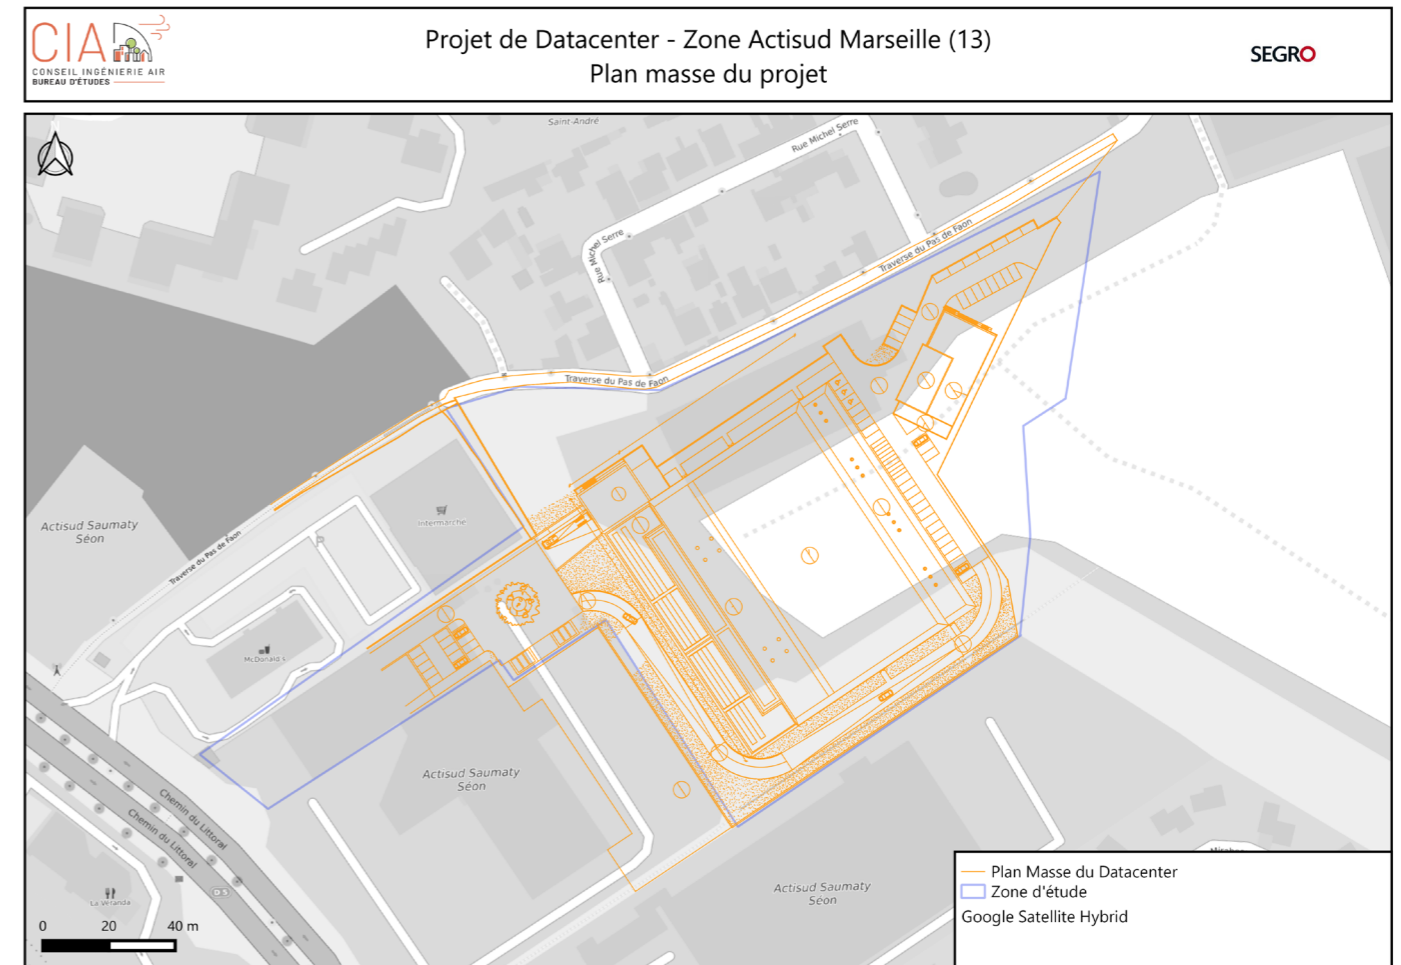 CIA
CONSEIL INGÉNIERIE AIR
BUREAU D'ÉTUDES
Projet de Datacenter - Zone Actisud Marseille (13)
Plan masse du projet
SEGRO
Saint-André
Rue Michel Serre
Rue Michel Serre
Traverse du Pas de Faon
Traverse du Pas de Faon
Intermarché
Actisud Saumaty
Séon
P
Traverse du Pas de Faon
McDonald's
Actisud Saumaty
Séon
Chemin du Littoral
Chemin du Littoral
D 5
La Véranda
Actisud Saumaty
Séon
0 20 40 m
Plan Masse du Datacenter
Zone d'étude
Google Satellite Hybrid